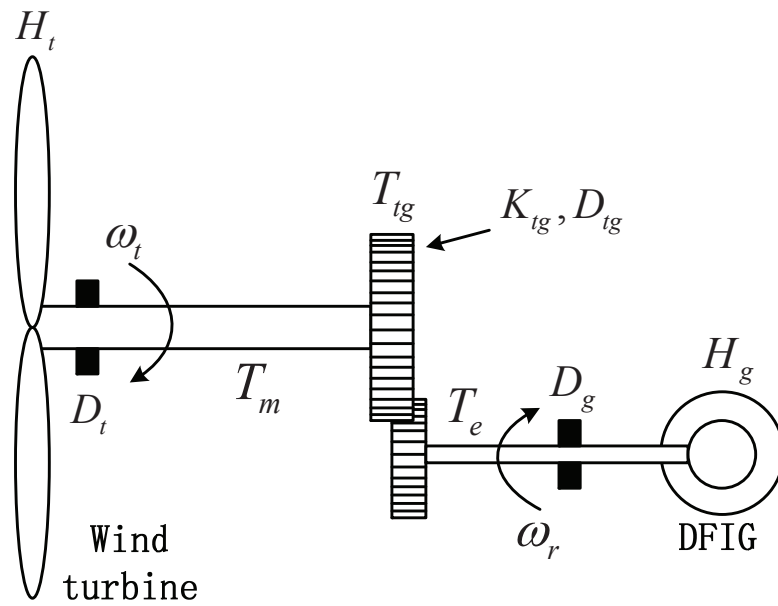 H_t
T_tg
K_tg, D_tg
ω_t
D_t
T_m
T_e
D_g
H_g
ω_r
Wind
turbine
DFIG